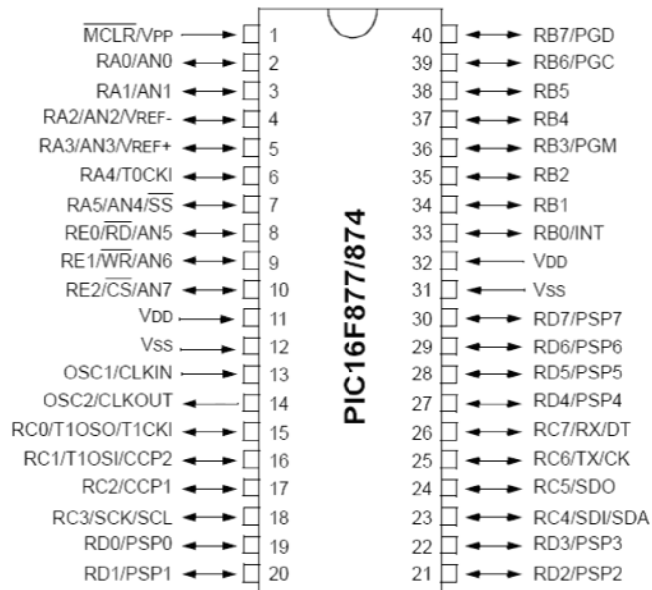 MCLR/VPP 1 40 RB7/PGD
RA0/AN0 2 39 RB6/PGC
RA1/AN1 3 38 RB5
RA2/AN2/VREF- 4 37 RB4
RA3/AN3/VREF+ 5 36 RB3/PGM
RA4/T0CKI 6 35 RB2
RA5/AN4/SS 7 34 RB1
RE0/RD/AN5 8 33 RB0/INT
RE1/WR/AN6 9 32 VDD
RE2/CS/AN7 10 31 VSS
VDD 11 30 RD7/PSP7
VSS 12 29 RD6/PSP6
OSC1/CLKIN 13 28 RD5/PSP5
OSC2/CLKOUT 14 27 RD4/PSP4
RC0/T1OSO/T1CKI 15 26 RC7/RX/DT
RC1/T1OSI/CCP2 16 25 RC6/TX/CK
RC2/CCP1 17 24 RC5/SDO
RC3/SCK/SCL 18 23 RC4/SDI/SDA
RD0/PSP0 19 22 RD3/PSP3
RD1/PSP1 20 21 RD2/PSP2
PIC16F877/874